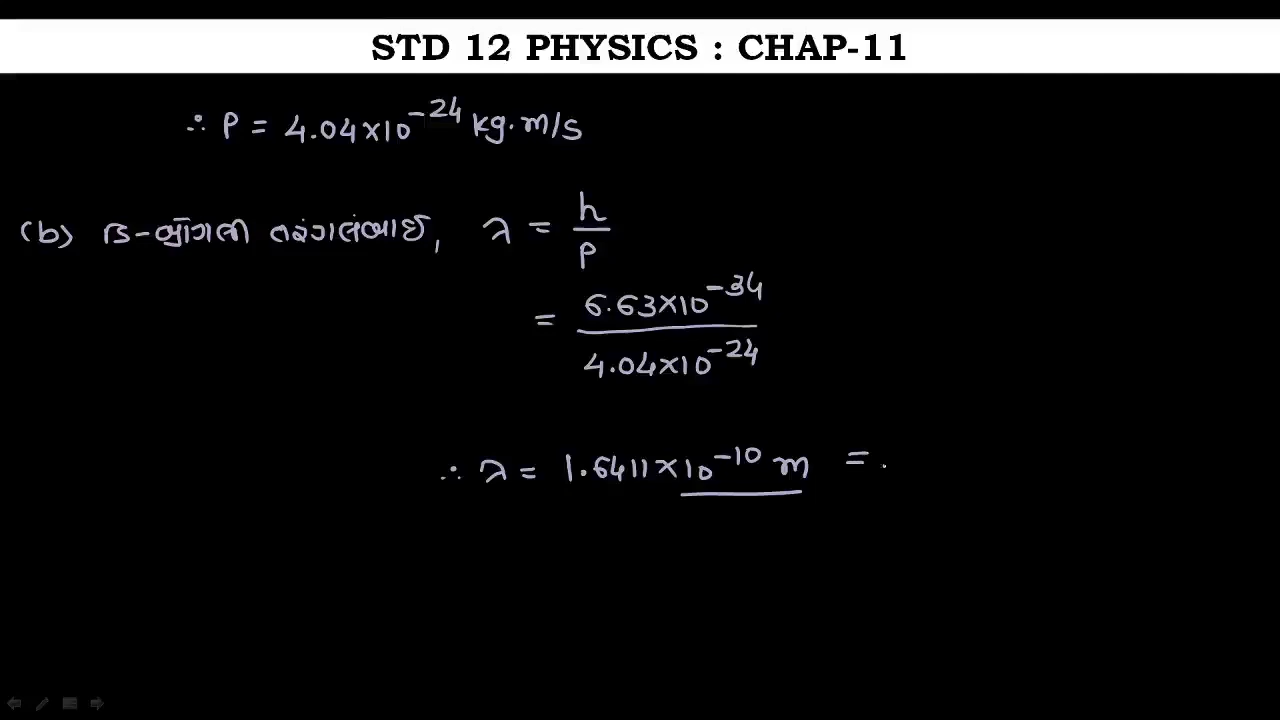 STD 12 PHYSICS : CHAP-11
∴ P = 4.04×10⁻²⁴ kg.m/s
(b) ડિ-બ્રોગલી તરંગલંબાઈ, λ = h/P
= 6.63×10⁻³⁴ / 4.04×10⁻²⁴
∴ λ = 1.6411×10⁻¹⁰ m =